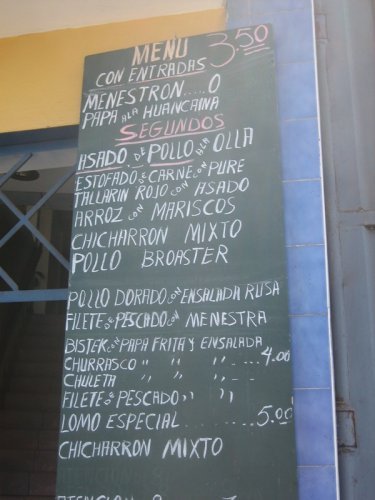 MENU 3.50
CON ENTRADAS
MENESTRON..... O
PAPA A LA HUANCAINA
SEGUNDOS
ASADO DE POLLO A LA OLLA
ESTOFADO DE CARNE CON PURE
TALLARIN ROJO CON ASADO
ARROZ CON MARISCOS
CHICHARRON MIXTO
POLLO BROASTER
POLLO DORADO CON ENSALADA RUSA
FILETE DE PESCADO CON MENESTRA
BISTEK CON PAPA FRITA Y ENSALADA
CHURRASCO " " " .... 4.00
CHULETA " " "
FILETE DE PESCADO " " "
LOMO ESPECIAL ........ 5.00
CHICHARRON MIXTO